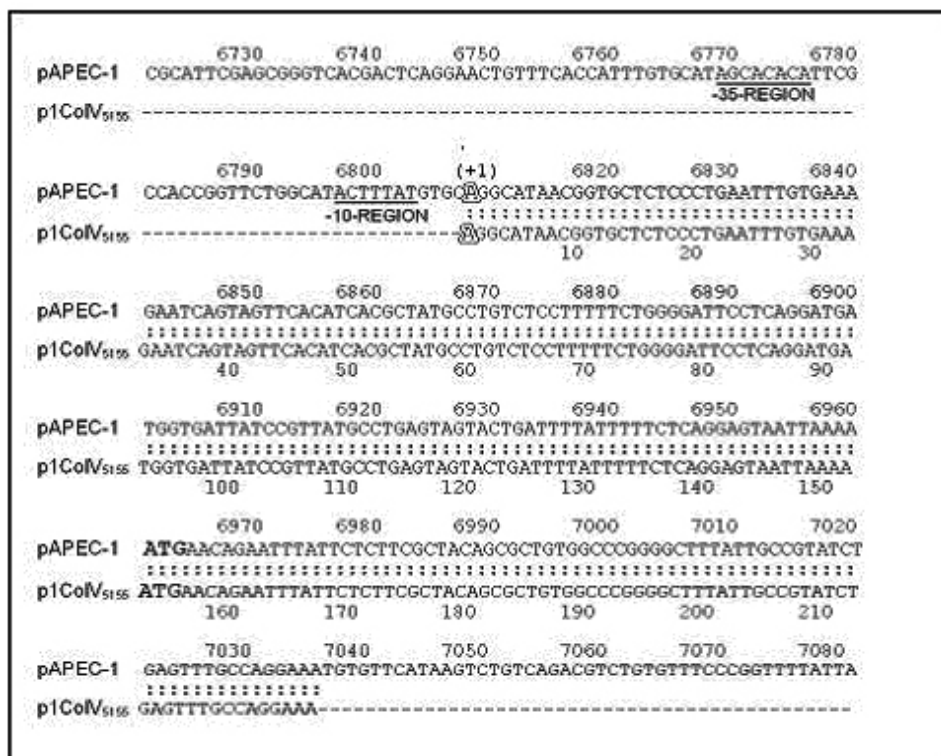 6730 6740 6750 6760 6770 6780
pAPEC-1 CGCATTCGAGCGGGTCACGACTCAGGAACTGTTTCACCATTTGTGCATAGCACACATTCG
-35-REGION
p1ColV5155 ------------------------------------------------------------
6790 6800 (+1) 6820 6830 6840
pAPEC-1 CCACCGGTTCTGGCATACTTTATGTGCAGGCATAACGGTGCTCTCCCTGAATTTGTGAAA
-10-REGION :::::::::::::::::::::::::::::::::
p1ColV5155 ---------------------------AGGCATAACGGTGCTCTCCCTGAATTTGTGAAA
10 20 30
6850 6860 6870 6880 6890 6900
pAPEC-1 GAATCAGTAGTTCACATCACGCTATGCCTGTCTCCTTTTTCTGGGGATTCCTCAGGATGA
::::::::::::::::::::::::::::::::::::::::::::::::::::::::::::
p1ColV5155 GAATCAGTAGTTCACATCACGCTATGCCTGTCTCCTTTTTCTGGGGATTCCTCAGGATGA
40 50 60 70 80 90
6910 6920 6930 6940 6950 6960
pAPEC-1 TGGTGATTATCCGTTATGCCTGAGTAGTACTGATTTTATTTTTCTCAGGAGTAATTAAAA
::::::::::::::::::::::::::::::::::::::::::::::::::::::::::::
p1ColV5155 TGGTGATTATCCGTTATGCCTGAGTAGTACTGATTTTATTTTTCTCAGGAGTAATTAAAA
100 110 120 130 140 150
6970 6980 6990 7000 7010 7020
pAPEC-1 ATGAACAGAATTTATTCTCTTCGCTACAGCGCTGTGGCCCGGGGCTTTATTGCCGTATCT
::::::::::::::::::::::::::::::::::::::::::::::::::::::::::::
p1ColV5155 ATGAACAGAATTTATTCTCTTCGCTACAGCGCTGTGGCCCGGGGCTTTATTGCCGTATCT
160 170 180 190 200 210
7030 7040 7050 7060 7070 7080
pAPEC-1 GAGTTTGCCAGGAAATGTGTTCATAAGTCTGTCAGACGTCTGTGTTTCCCGGTTTTATTA
:::::::::::::::
p1ColV5155 GAGTTTGCCAGGAAA---------------------------------------------